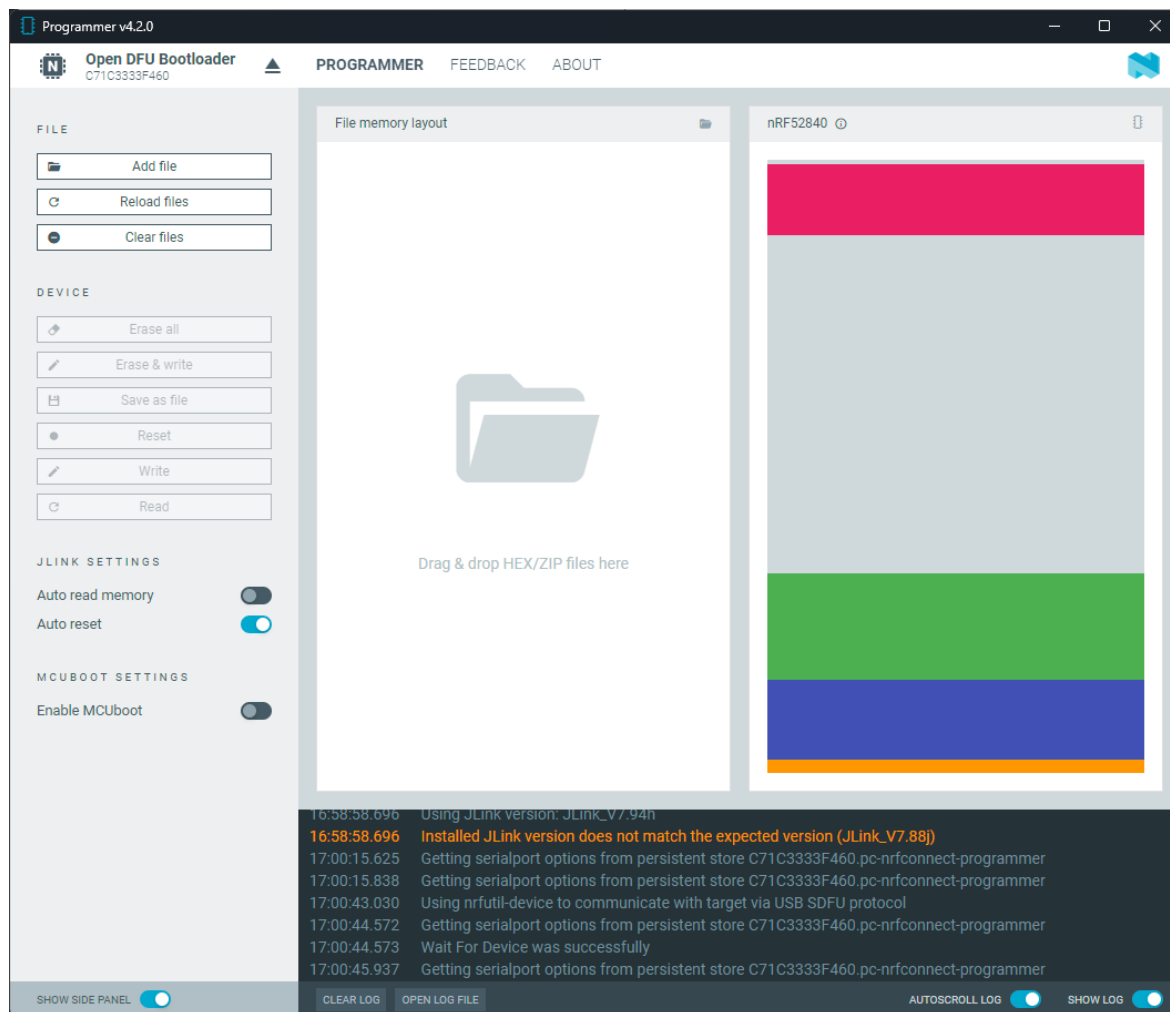 Programmer v4.2.0
Open DFU Bootloader
C71C3333F460
PROGRAMMER FEEDBACK ABOUT
FILE
Add file
Reload files
Clear files
DEVICE
Erase all
Erase & write
Save as file
Reset
Write
Read
JLINK SETTINGS
Auto read memory
Auto reset
MCUBOOT SETTINGS
Enable MCUboot
SHOW SIDE PANEL
File memory layout
Drag & drop HEX/ZIP files here
nRF52840
16:58:58.696 Using JLink version: JLink_V7.94h
16:58:58.696 Installed JLink version does not match the expected version (JLink_V7.88j)
17:00:15.625 Getting serialport options from persistent store C71C3333F460.pc-nrfconnect-programmer
17:00:15.838 Getting serialport options from persistent store C71C3333F460.pc-nrfconnect-programmer
17:00:43.030 Using nrfutil-device to communicate with target via USB SDFU protocol
17:00:44.572 Getting serialport options from persistent store C71C3333F460.pc-nrfconnect-programmer
17:00:44.573 Wait For Device was successfully
17:00:45.937 Getting serialport options from persistent store C71C3333F460.pc-nrfconnect-programmer
CLEAR LOG OPEN LOG FILE AUTOSCROLL LOG SHOW LOG